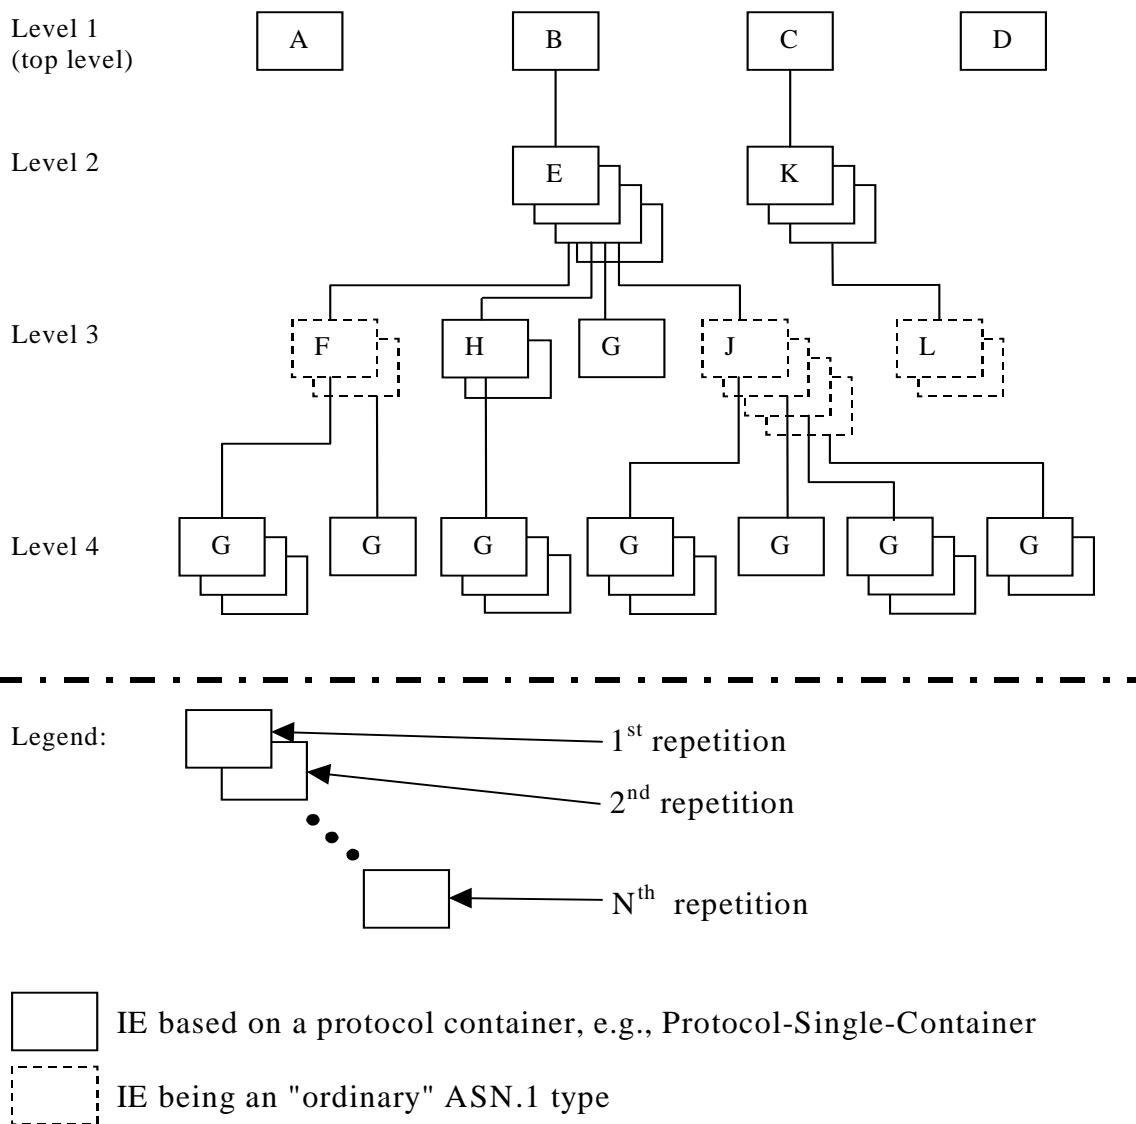 Level 1
(top level)
A B C D
Level 2
E K
Level 3
F H G J L
Level 4
G G G G G G G
Legend:
1st repetition
2nd repetition
Nth repetition
IE based on a protocol container, e.g., Protocol-Single-Container
IE being an "ordinary" ASN.1 type